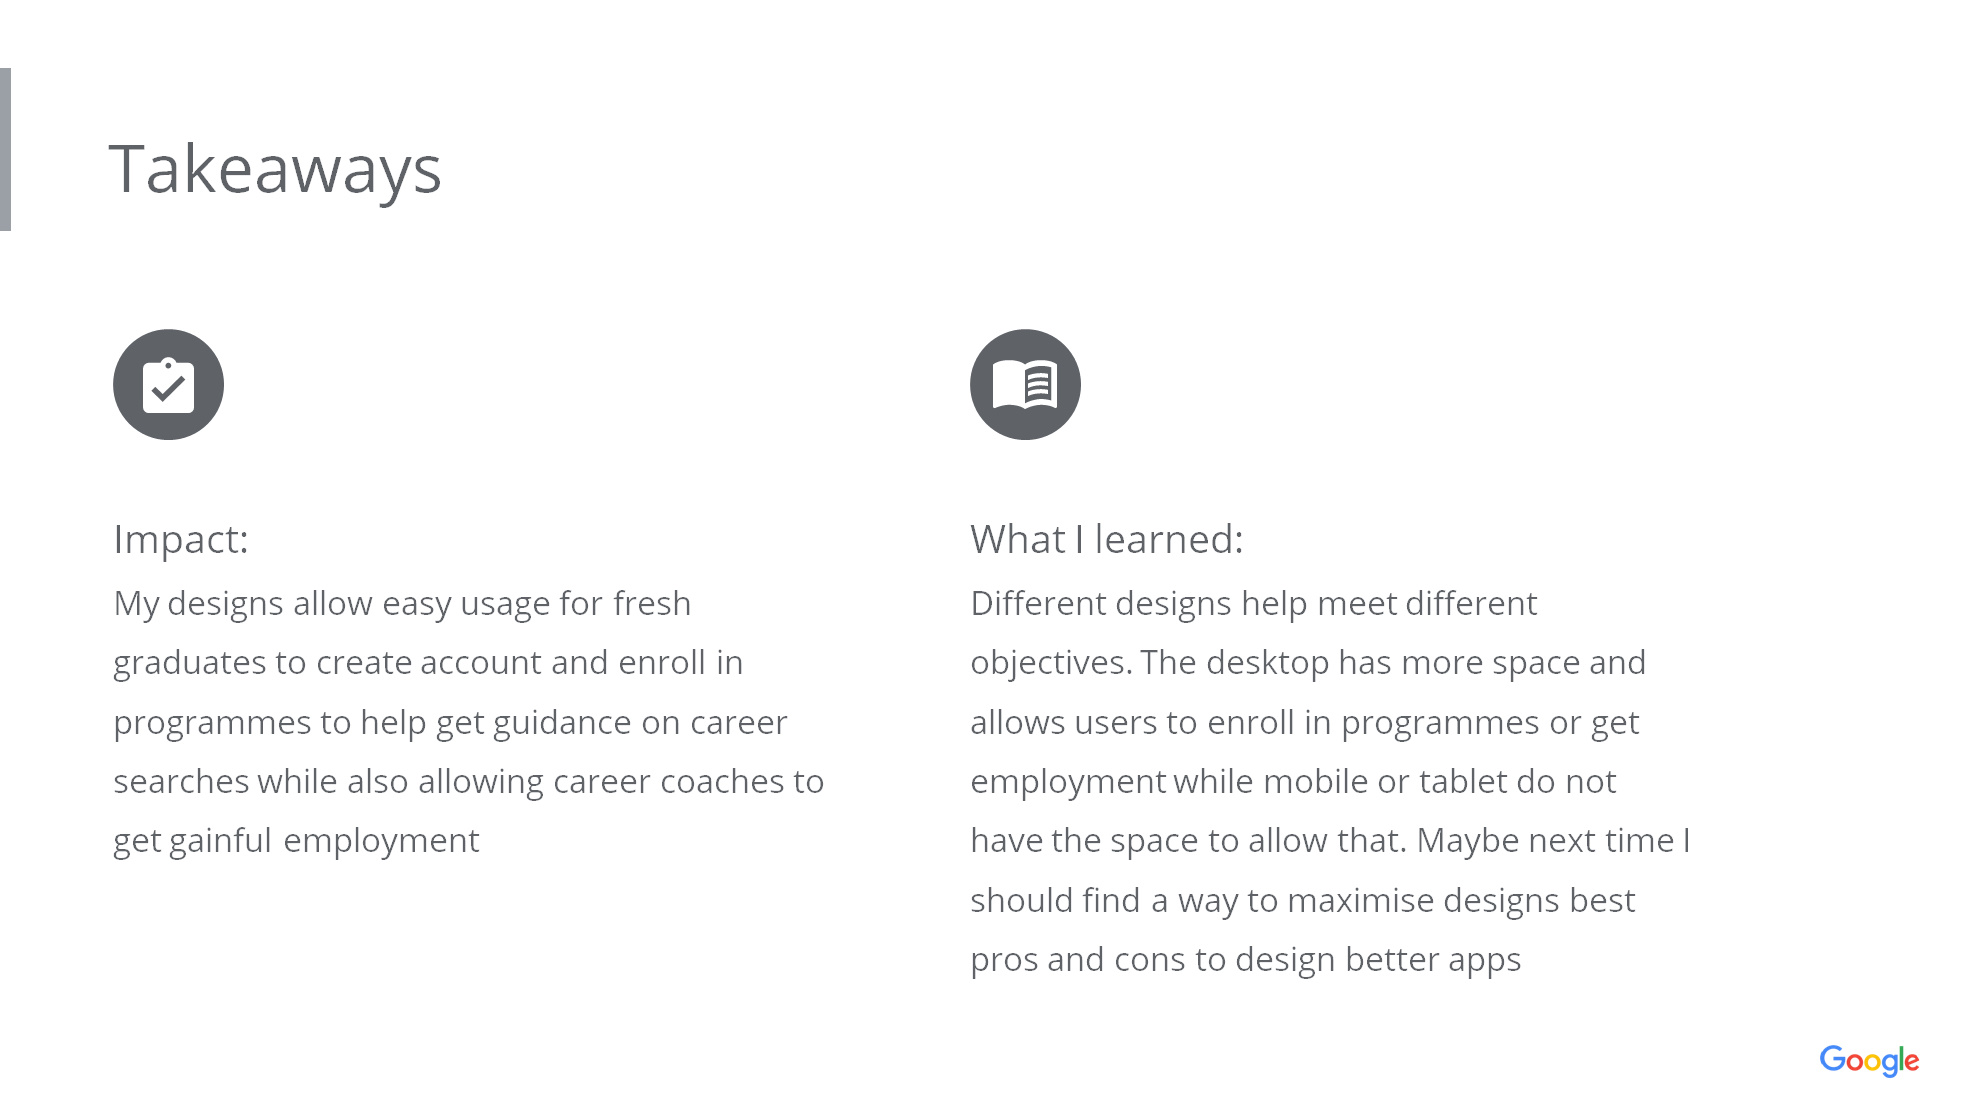 Takeaways
Impact:
My designs allow easy usage for fresh
graduates to create account and enroll in
programmes to help get guidance on career
searches while also allowing career coaches to
get gainful employment
What I learned:
Different designs help meet different
objectives. The desktop has more space and
allows users to enroll in programmes or get
employment while mobile or tablet do not
have the space to allow that. Maybe next time I
should find a way to maximise designs best
pros and cons to design better apps
Google